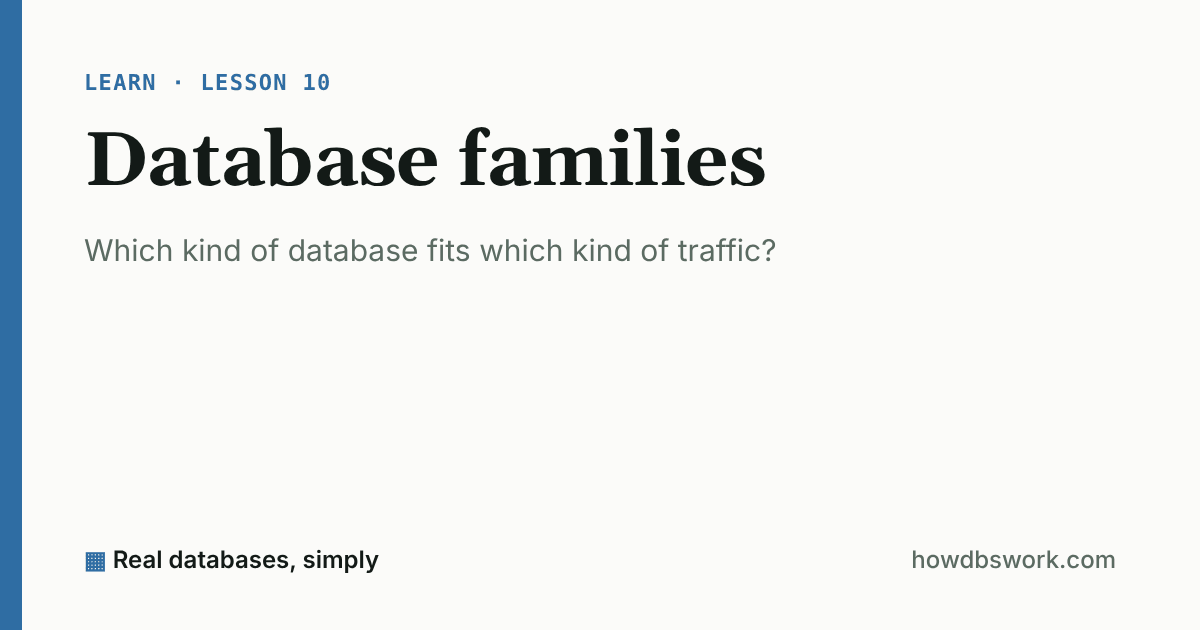 LEARN · LESSON 10
Database families
Which kind of database fits which kind of traffic?
▦ Real databases, simply
howdbswork.com